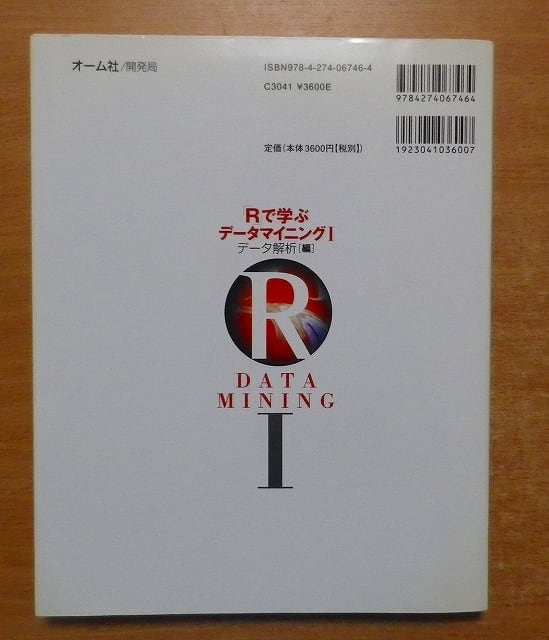 オーム社/開発局
ISBN978-4-274-06746-4
C3041 ¥3600E
9784274067464
定価(本体3600円【税別】)
1923041036007
「R」で学ぶ
データマイニングI
データ解析[編]
R
DATA
MINING
I